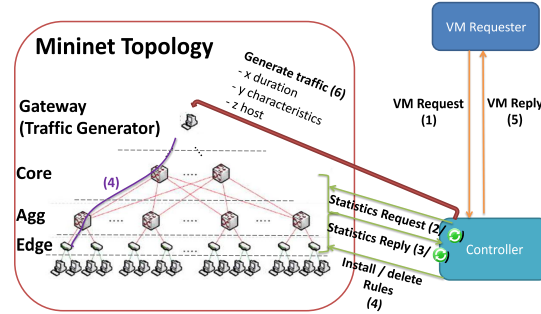 VM Requester
Mininet Topology
Generate traffic (6)
- x duration
- y characteristics
- z host
Gateway
(Traffic Generator)
VM Request
(1)
VM Reply
(5)
Core
(4)
Statistics Request (2/
Agg
Statistics Reply (3/
Controller
Edge
Install / delete
Rules
(4)